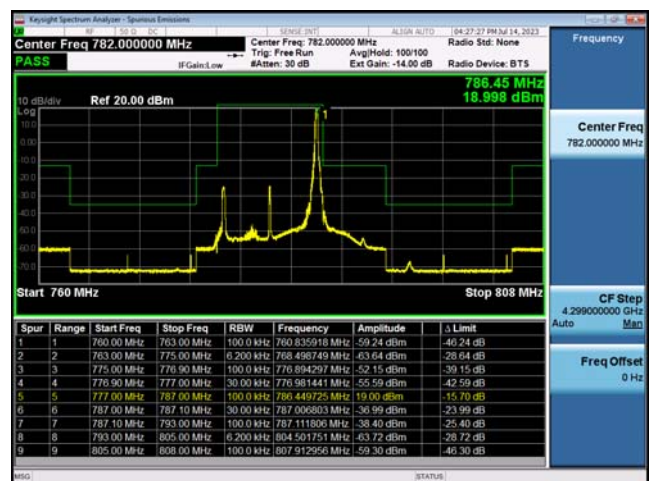 Keysight Spectrum Analyzer - Spurious Emissions
RF 50 Ω DC SENSE:INT ALIGN AUTO 04:27:27 PM Jul 14, 2023
Center Freq 782.000000 MHz
Center Freq: 782.000000 MHz Radio Std: None
Trig: Free Run Avg|Hold: 100/100
PASS IFGain:Low #Atten: 30 dB Ext Gain: -14.00 dB Radio Device: BTS
Frequency
786.45 MHz
18.998 dBm
10 dB/div Ref 20.00 dBm
Log
10.0
0.00
-10.0
-20.0
-30.0
-40.0
-50.0
-60.0
-70.0
1
Start 760 MHz Stop 808 MHz
Center Freq
782.000000 MHz
CF Step
4.299000000 GHz
Auto Man
Freq Offset
0 Hz
Spur Range Start Freq Stop Freq RBW Frequency Amplitude Δ Limit
1 1 760.00 MHz 763.00 MHz 100.0 kHz 760.835918 MHz -59.24 dBm -46.24 dB
2 2 763.00 MHz 775.00 MHz 6.200 kHz 768.498749 MHz -63.64 dBm -28.64 dB
3 3 775.00 MHz 776.90 MHz 100.0 kHz 776.894297 MHz -52.15 dBm -39.15 dB
4 4 776.90 MHz 777.00 MHz 30.00 kHz 776.981441 MHz -55.59 dBm -42.59 dB
5 5 777.00 MHz 787.00 MHz 100.0 kHz 786.449725 MHz 19.00 dBm -15.70 dB
6 6 787.00 MHz 787.10 MHz 30.00 kHz 787.006803 MHz -36.99 dBm -23.99 dB
7 7 787.10 MHz 793.00 MHz 100.0 kHz 787.111806 MHz -38.40 dBm -25.40 dB
8 8 793.00 MHz 805.00 MHz 6.200 kHz 804.501751 MHz -63.72 dBm -28.72 dB
9 9 805.00 MHz 808.00 MHz 100.0 kHz 807.912956 MHz -59.30 dBm -46.30 dB
MSG STATUS